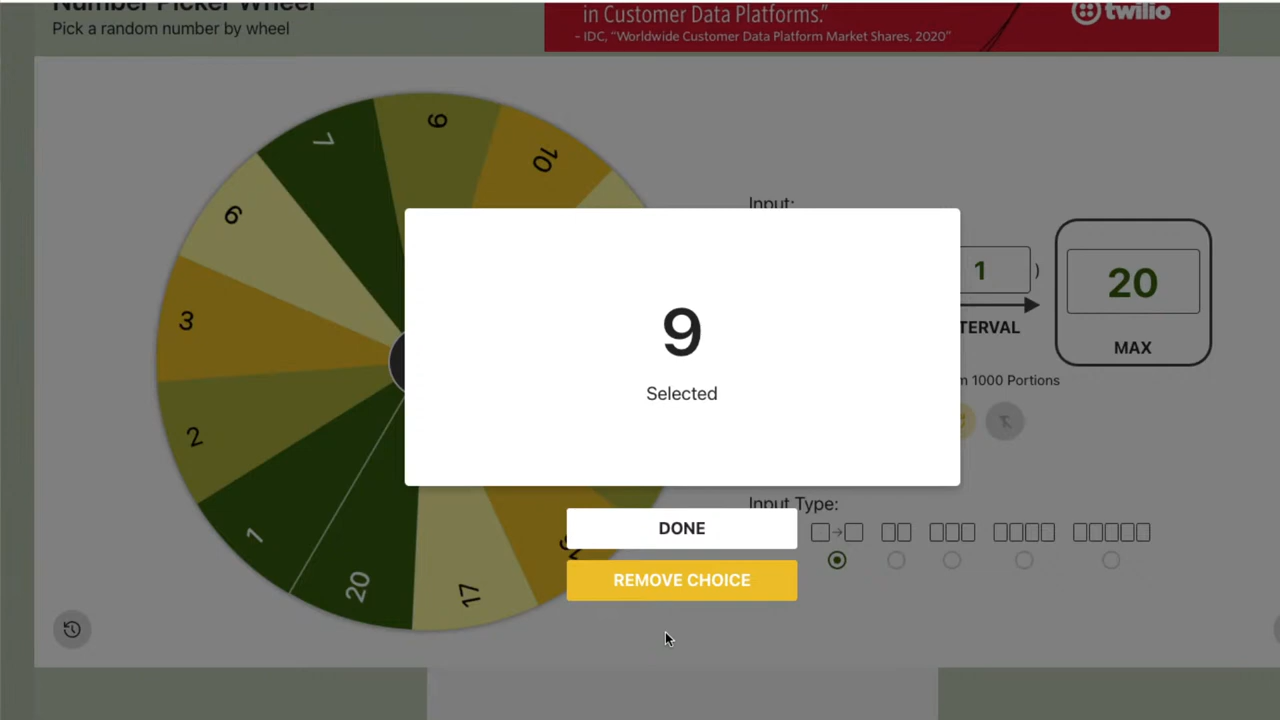 Number Picker Wheel
Pick a random number by wheel
in Customer Data Platforms.”
- IDC, “Worldwide Customer Data Platform Market Shares, 2020”
twilio
9
10
7
6
3
2
1
20
17
Input:
1
)
TERVAL
20
MAX
1000 Portions
9
Selected
Input Type:
DONE
REMOVE CHOICE